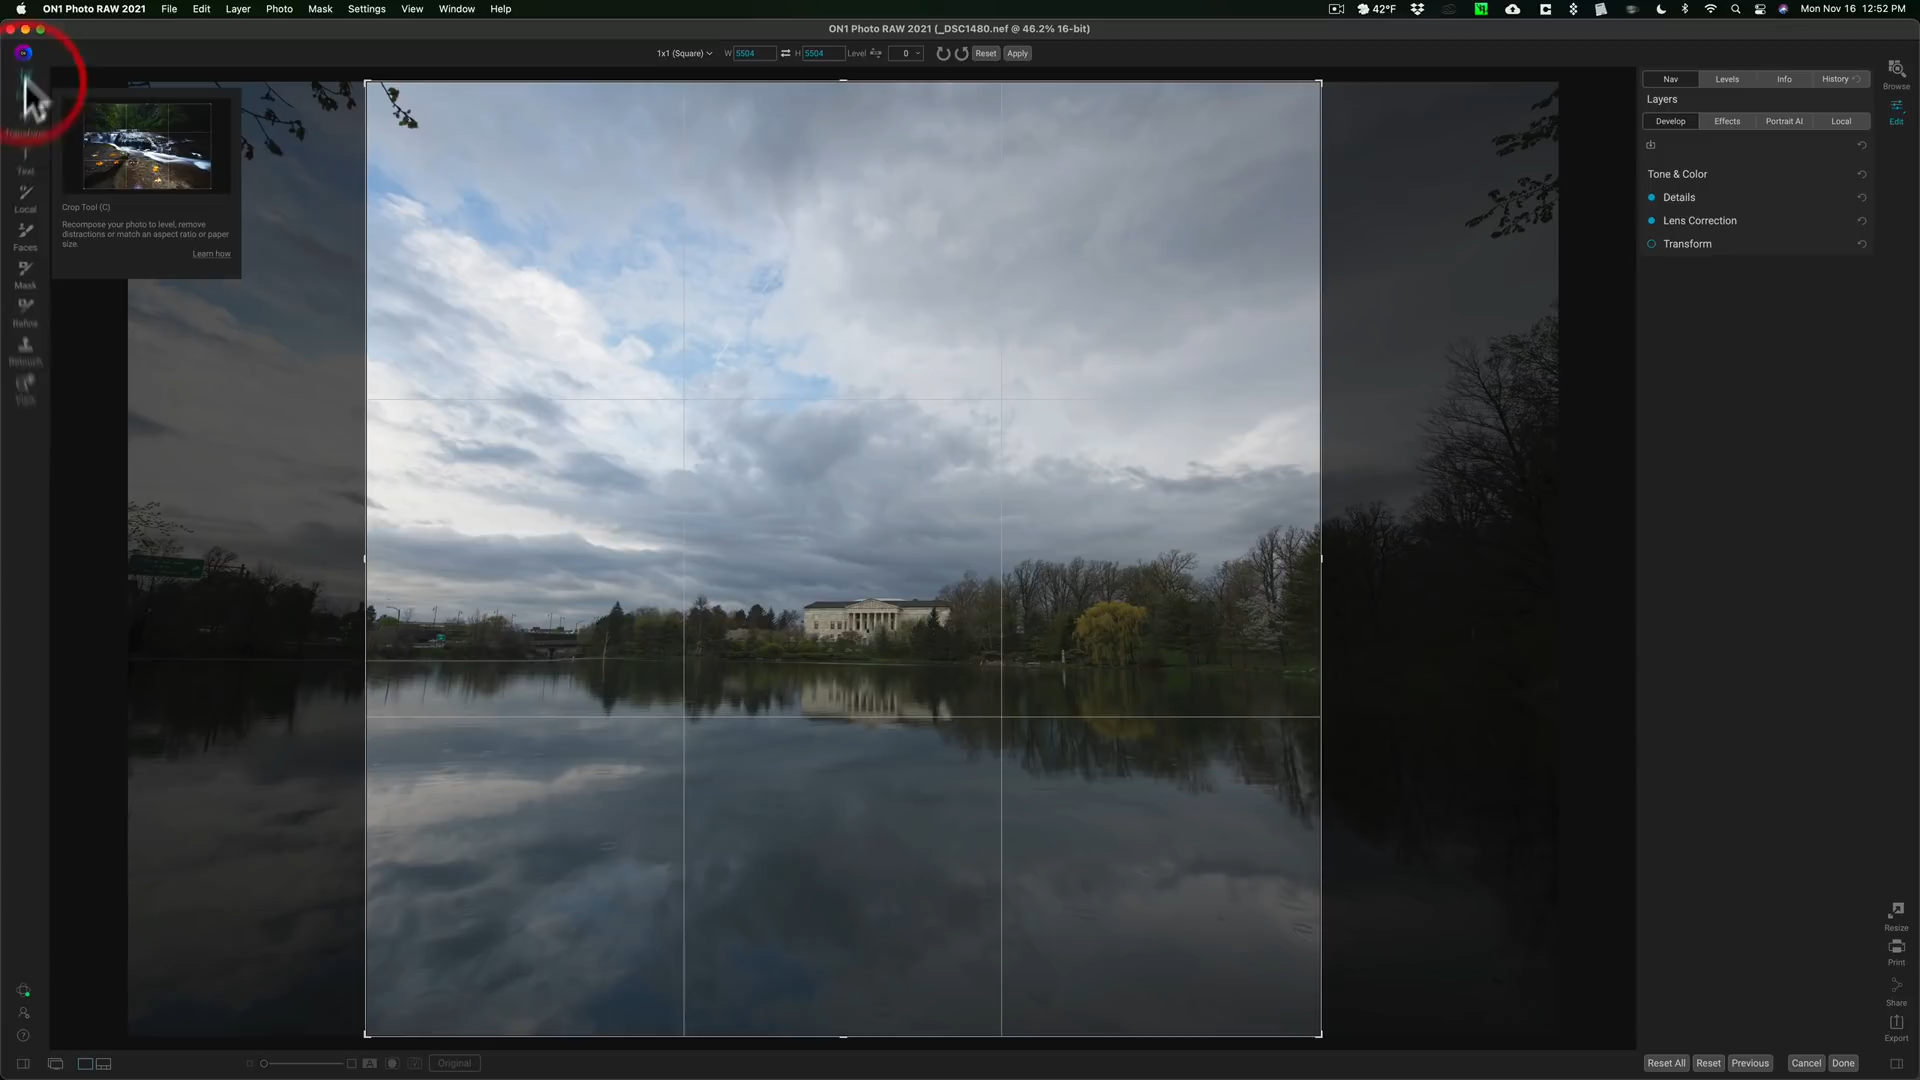 ON1 Photo RAW 2021 File Edit Layer Photo Mask Settings View Window Help 42°F Mon Nov 16 12:52 PM
ON1 Photo RAW 2021 (_DSC1480.nef @ 46.2% 16-bit)
1x1 (Square) W 5504 H 5504 Level 0 Reset Apply
Nav Levels Info History
Browse
Layers
Develop Effects Portrait AI Local
Edit
Text
Tone & Color
Local
Details
Crop Tool (C)
Lens Correction
Recompose your photo to level, remove
distractions or match an aspect ratio or paper
size.
Faces
Transform
Learn how
Mask
Refine
Retouch
Resize
Print
Share
Export
Original
Reset All Reset Previous Cancel Done